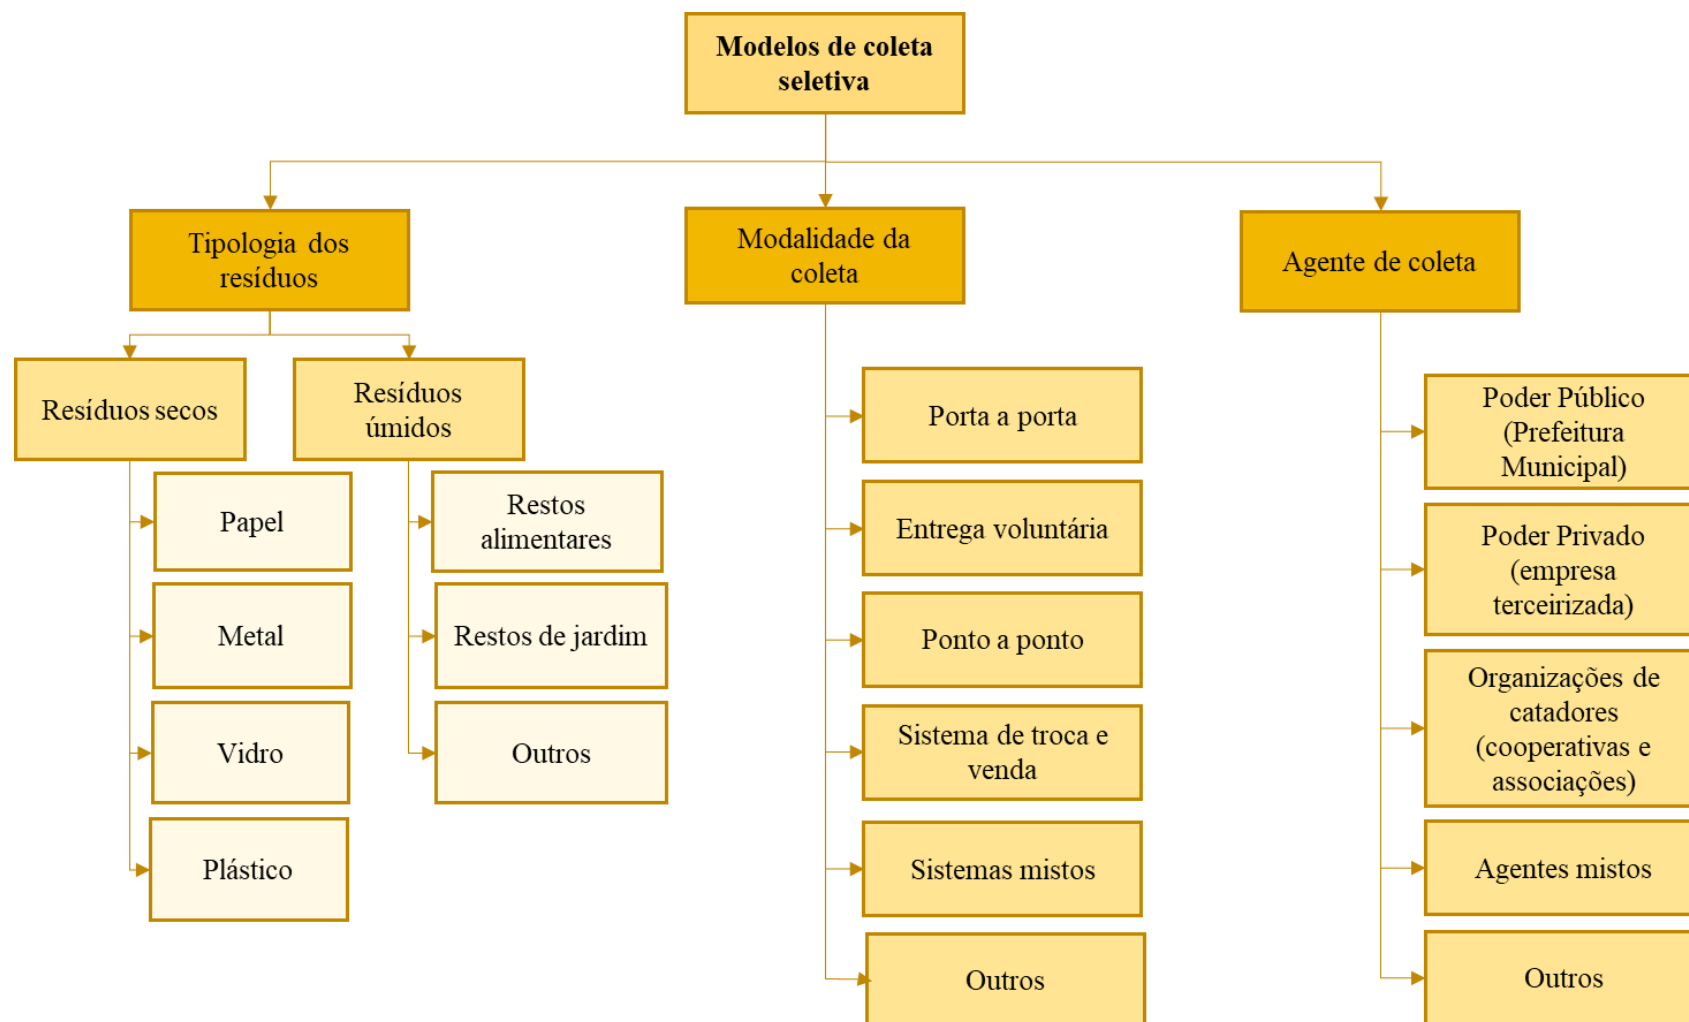 Modelos de coleta
seletiva
Tipologia dos
resíduos
Modalidade da
coleta
Agente de coleta
Resíduos secos
Resíduos
úmidos
Papel
Metal
Vidro
Plástico
Restos
alimentares
Restos de jardim
Outros
Porta a porta
Entrega voluntária
Ponto a ponto
Sistema de troca e
venda
Sistemas mistos
Outros
Poder Público
(Prefeitura
Municipal)
Poder Privado
(empresa
terceirizada)
Organizações de
catadores
(cooperativas e
associações)
Agentes mistos
Outros